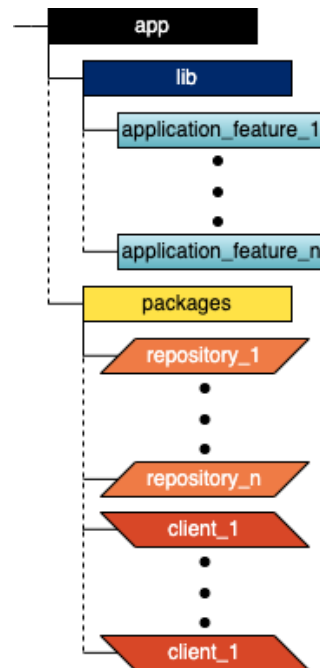 app
lib
application_feature_1
application_feature_n
packages
repository_1
repository_n
client_1
client_1